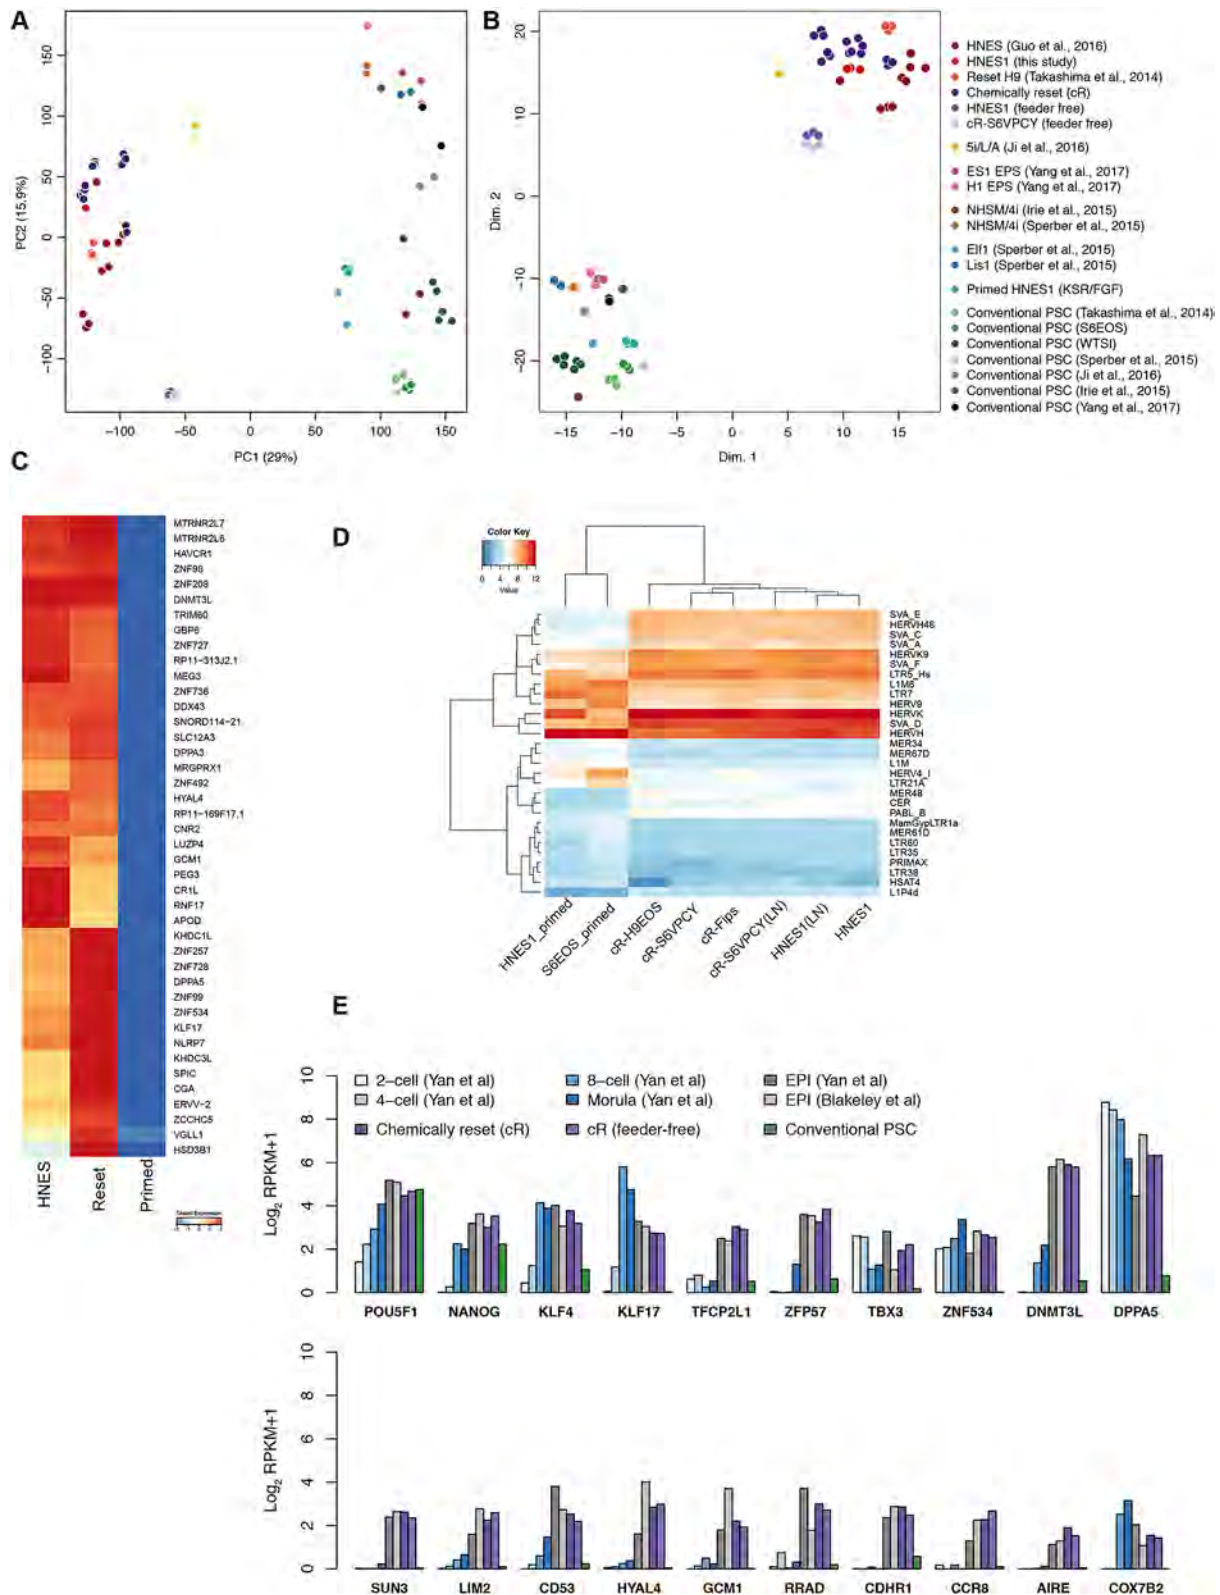 A
B
PC2 (15.9%)
150
100
50
0
−50
−100
−100
−50
0
50
100
150
PC1 (29%)
Dim. 2
20
10
0
−10
−20
−15
−10
−5
0
5
10
15
Dim. 1
HNES (Guo et al., 2016)
HNES1 (this study)
Reset H9 (Takashima et al., 2014)
Chemically reset (cR)
HNES1 (feeder free)
cR-S6VPCY (feeder free)
5i/L/A (Ji et al., 2016)
ES1 EPS (Yang et al., 2017)
H1 EPS (Yang et al., 2017)
NHSM/4i (Irie et al., 2015)
NHSM/4i (Sperber et al., 2015)
Elf1 (Sperber et al., 2015)
Lis1 (Sperber et al., 2015)
Primed HNES1 (KSR/FGF)
Conventional PSC (Takashima et al., 2014)
Conventional PSC (S6EOS)
Conventional PSC (WTSI)
Conventional PSC (Sperber et al., 2015)
Conventional PSC (Ji et al., 2016)
Conventional PSC (Irie et al., 2015)
Conventional PSC (Yang et al., 2017)
C
MTRNR2L7
MTRNR2L6
HAVCR1
ZNF98
ZNF208
DNMT3L
TRIM60
GBP6
ZNF727
RP11−313J2.1
MEG3
ZNF736
DDX43
SNORD114−21
SLC12A3
DPPA3
MRGPRX1
ZNF492
HYAL4
RP11−169F17.1
CNR2
LUZP4
GCM1
PEG3
CR1L
RNF17
APOD
KHDC1L
ZNF257
ZNF728
DPPA5
ZNF99
ZNF534
KLF17
NLRP7
KHDC3L
SPIC
CGA
ERVV−2
ZCCHC5
VGLL1
HSD3B1
HNES
Reset
Primed
D
Color Key
0 4 8 12
Value
SVA_E
HERVH48
SVA_C
SVA_A
HERVK9
SVA_F
LTR5_Hs
L1M6
LTR7
HERV9
HERVK
SVA_D
HERVH
MER34
MER67D
L1M
HERV4_I
LTR21A
MER48
CER
PABL_B
MamGypLTR1a
MER61D
LTR60
LTR35
PRIMAX
LTR38
HSAT4
L1P4d
HNES1_primed
S6EOS_primed
cR-H9EOS
cR-S6VPCY
cR-Fips
cR-S6VPCY(LN)
HNES1(LN)
HNES1
E
Log2 RPKM+1
10
8
6
4
2
0
2−cell (Yan et al)
4−cell (Yan et al)
Chemically reset (cR)
8−cell (Yan et al)
Morula (Yan et al)
cR (feeder−free)
EPI (Yan et al)
EPI (Blakeley et al)
Conventional PSC
POU5F1 NANOG KLF4 KLF17 TFCP2L1 ZFP57 TBX3 ZNF534 DNMT3L DPPA5
Log2 RPKM+1
10
8
6
4
2
0
SUN3 LIM2 CD53 HYAL4 GCM1 RRAD CDHR1 CCR8 AIRE COX7B2